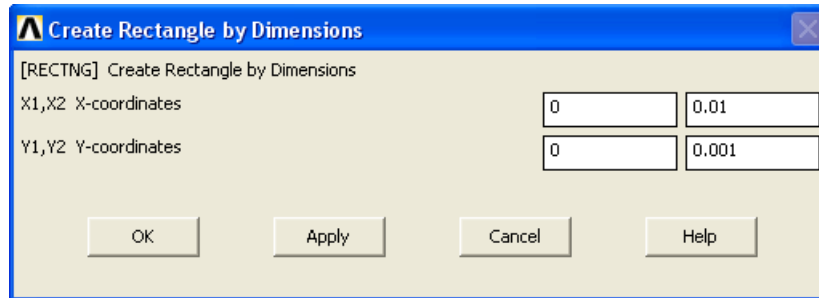 Create Rectangle by Dimensions
[RECTNG] Create Rectangle by Dimensions
X1,X2 X-coordinates 0 0.01
Y1,Y2 Y-coordinates 0 0.001
OK Apply Cancel Help